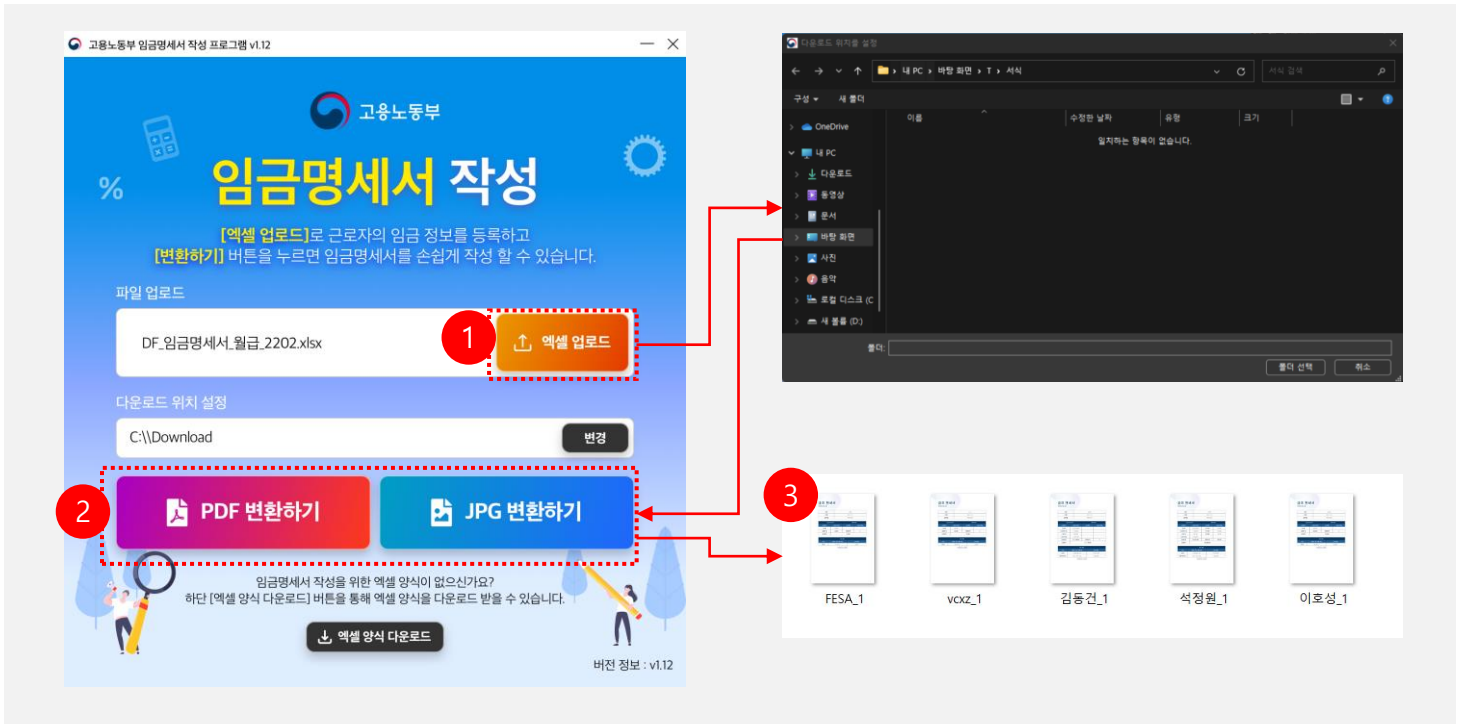 고용노동부 임금명세서 작성 프로그램 v1.12
고용노동부
%
임금명세서 작성
[엑셀 업로드]로 근로자의 임금 정보를 등록하고
[변환하기] 버튼을 누르면 임금명세서를 손쉽게 작성 할 수 있습니다.
파일 업로드
DF_임금명세서_월급_2202.xlsx
1
엑셀 업로드
다운로드 위치 설정
C:\\Download
변경
2
PDF 변환하기
JPG 변환하기
임금명세서 작성을 위한 엑셀 양식이 없으신가요?
하단 [엑셀 양식 다운로드] 버튼을 통해 엑셀 양식을 다운로드 받을 수 있습니다.
엑셀 양식 다운로드
버전 정보 : v1.12
다운로드 위치를 설정
내 PC › 바탕 화면 › T › 서식
서식 검색
구성 새 폴더
이름 수정한 날짜 유형 크기
일치하는 항목이 없습니다.
OneDrive
내 PC
다운로드
동영상
문서
바탕 화면
사진
음악
로컬 디스크 (C
새 볼륨 (D:)
폴더:
폴더 선택 취소
3
FESA_1 vcxz_1 김동건_1 석정원_1 이호성_1